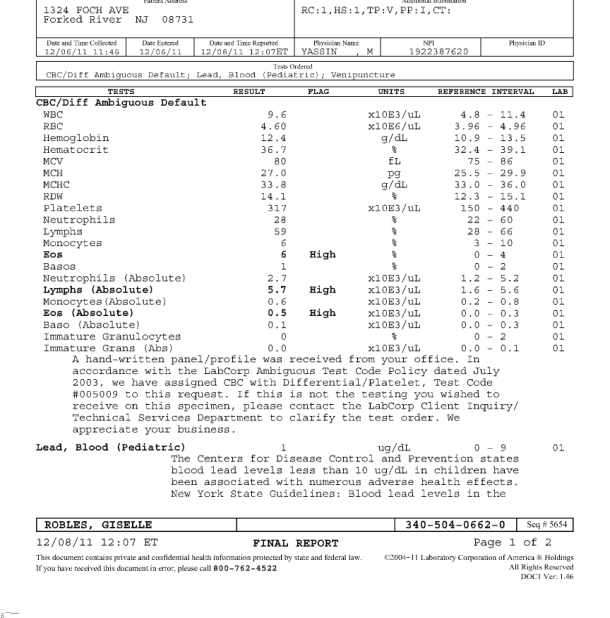 Patient Address Additional Information
1324 FOCH AVE RC:1,HS:1,TP:V,PP:I,CT:
Forked River NJ 08731
Date and Time Collected Date Entered Date and Time Reported Physician Name NPI Physician ID
12/06/11 11:46 12/06/11 12/08/11 12:07ET YASSIN , M 1922387620
Tests Ordered
CBC/Diff Ambiguous Default; Lead, Blood (Pediatric); Venipuncture
TESTS RESULT FLAG UNITS REFERENCE INTERVAL LAB
CBC/Diff Ambiguous Default
WBC 9.6 x10E3/uL 4.8 - 11.4 01
RBC 4.60 x10E6/uL 3.96 - 4.96 01
Hemoglobin 12.4 g/dL 10.9 - 13.5 01
Hematocrit 36.7 % 32.4 - 39.1 01
MCV 80 fL 75 - 86 01
MCH 27.0 pg 25.5 - 29.9 01
MCHC 33.8 g/dL 33.0 - 36.0 01
RDW 14.1 % 12.3 - 15.1 01
Platelets 317 x10E3/uL 150 - 440 01
Neutrophils 28 % 22 - 60 01
Lymphs 59 % 28 - 66 01
Monocytes 6 % 3 - 10 01
Eos 6 High % 0 - 4 01
Basos 1 % 0 - 2 01
Neutrophils (Absolute) 2.7 x10E3/uL 1.2 - 5.2 01
Lymphs (Absolute) 5.7 High x10E3/uL 1.6 - 5.6 01
Monocytes(Absolute) 0.6 x10E3/uL 0.2 - 0.8 01
Eos (Absolute) 0.5 High x10E3/uL 0.0 - 0.3 01
Baso (Absolute) 0.1 x10E3/uL 0.0 - 0.3 01
Immature Granulocytes 0 % 0 - 2 01
Immature Grans (Abs) 0.0 x10E3/uL 0.0 - 0.1 01
A hand-written panel/profile was received from your office. In
accordance with the LabCorp Ambiguous Test Code Policy dated July
2003, we have assigned CBC with Differential/Platelet, Test Code
#005009 to this request. If this is not the testing you wished to
receive on this specimen, please contact the LabCorp Client Inquiry/
Technical Services Department to clarify the test order. We
appreciate your business.
Lead, Blood (Pediatric) 1 ug/dL 0 - 9 01
The Centers for Disease Control and Prevention states
blood lead levels less than 10 ug/dL in children have
been associated with numerous adverse health effects.
New York State Guidelines: Blood lead levels in the
ROBLES, GISELLE 340-504-0662-0 Seq # 5654
12/08/11 12:07 ET FINAL REPORT Page 1 of 2
This document contains private and confidential health information protected by state and federal law. ©2004-11 Laboratory Corporation of America ® Holdings
If you have received this document in error, please call 800-762-4522 All Rights Reserved
DOC1 Ver: 1.46